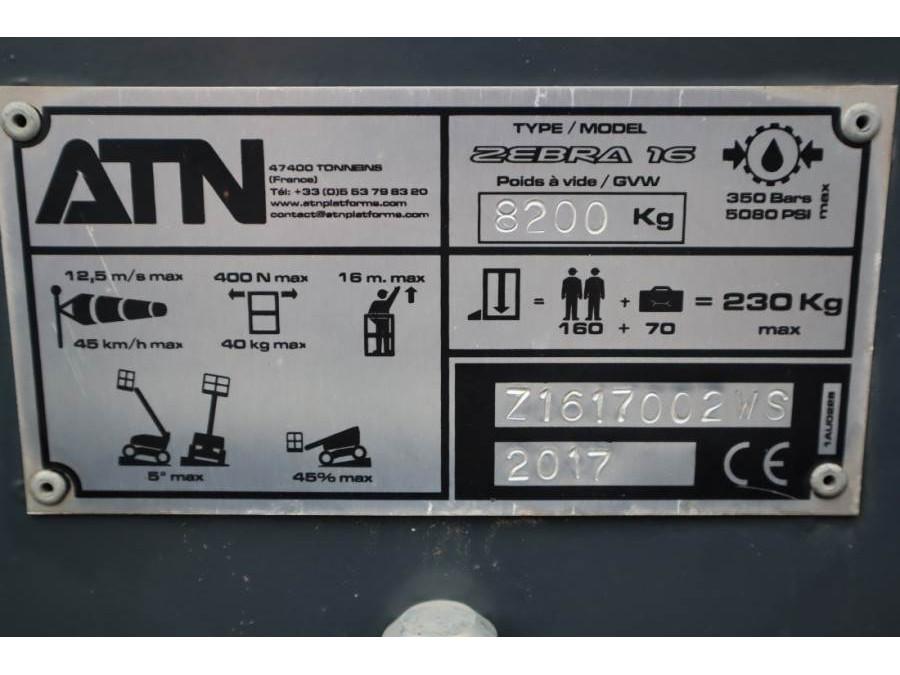 ATN
47400 TONNEINS
(France)
Tél: +33 (0)5 53 79 83 20
www.atnplatforms.com
contact@atnplatforms.com
TYPE / MODEL
ZEBRA 16
Poids à vide / GVW
8200 Kg
350 Bars
5080 PSI
max
12,5 m/s max
45 km/h max
400 N max
40 kg max
16 m. max
5° max
45% max
= + = 230 Kg
160 + 70
max
Z1617002WS
2017
CE
1AU0228